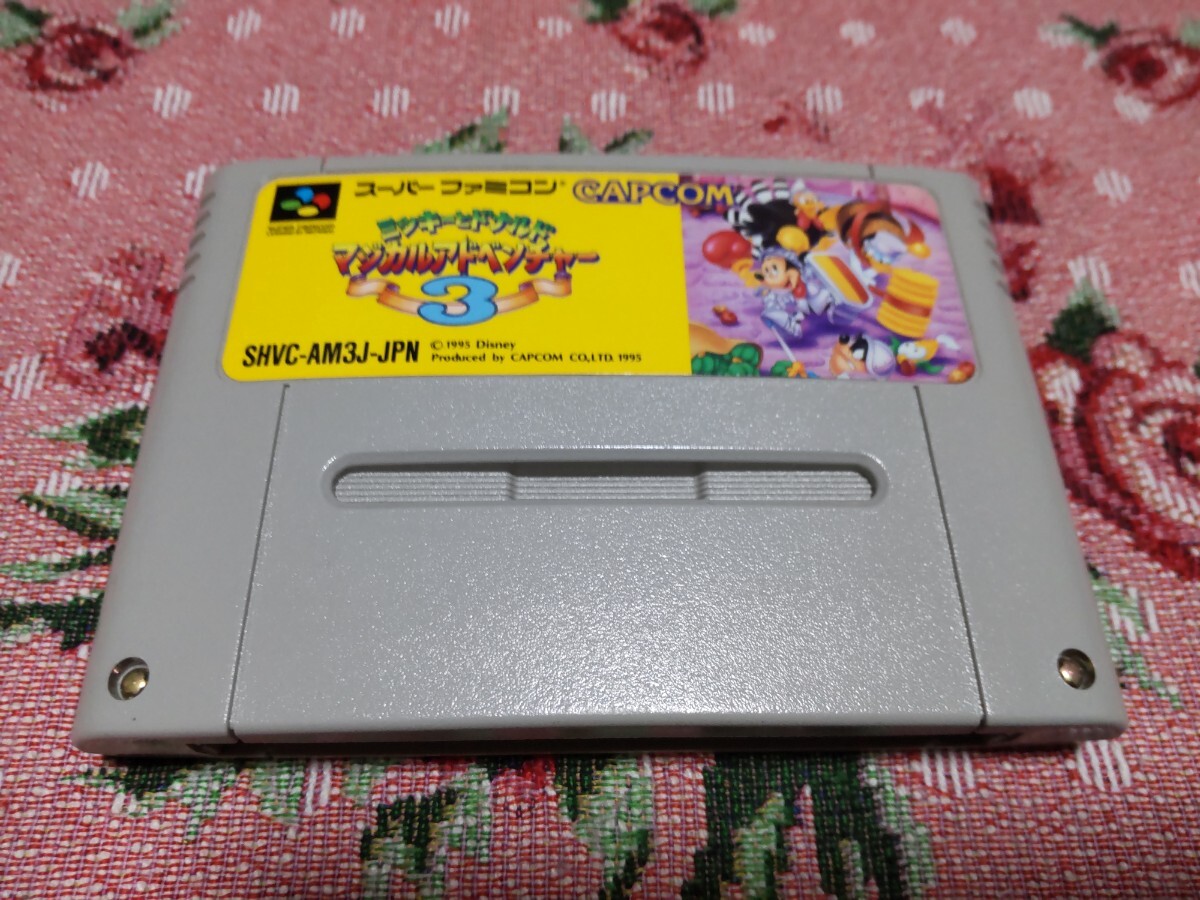 スーパーファミコン® CAPCOM
ミッキーとドナルド
マジカルアドベンチャー
3
SHVC-AM3J-JPN
© 1995 Disney
Produced by CAPCOM CO.,LTD. 1995